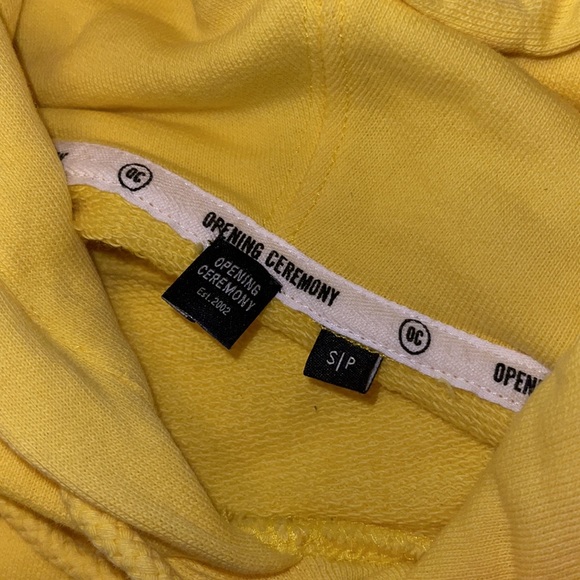 OC
OPENING CEREMONY
OC
OPEN
OPENING
CEREMONY
Est.2002
S|P